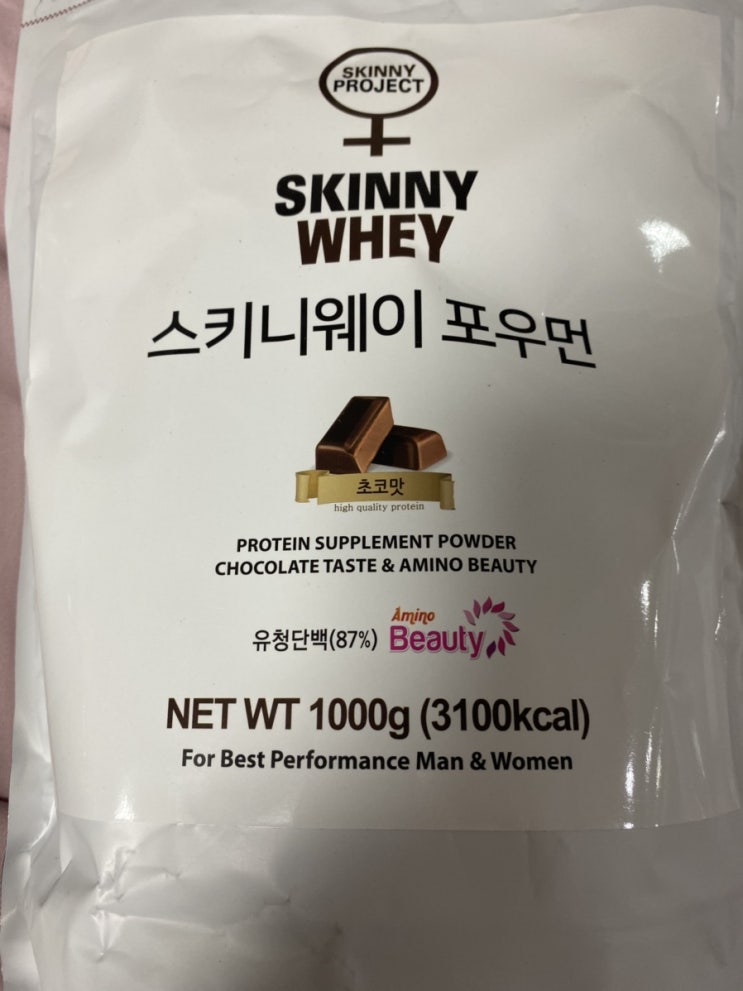 SKINNY
PROJECT
SKINNY
WHEY
스키니웨이 포우먼
초코맛
high quality protein
PROTEIN SUPPLEMENT POWDER
CHOCOLATE TASTE & AMINO BEAUTY
유청단백(87%) Amino Beauty
NET WT 1000g (3100kcal)
For Best Performance Man & Women